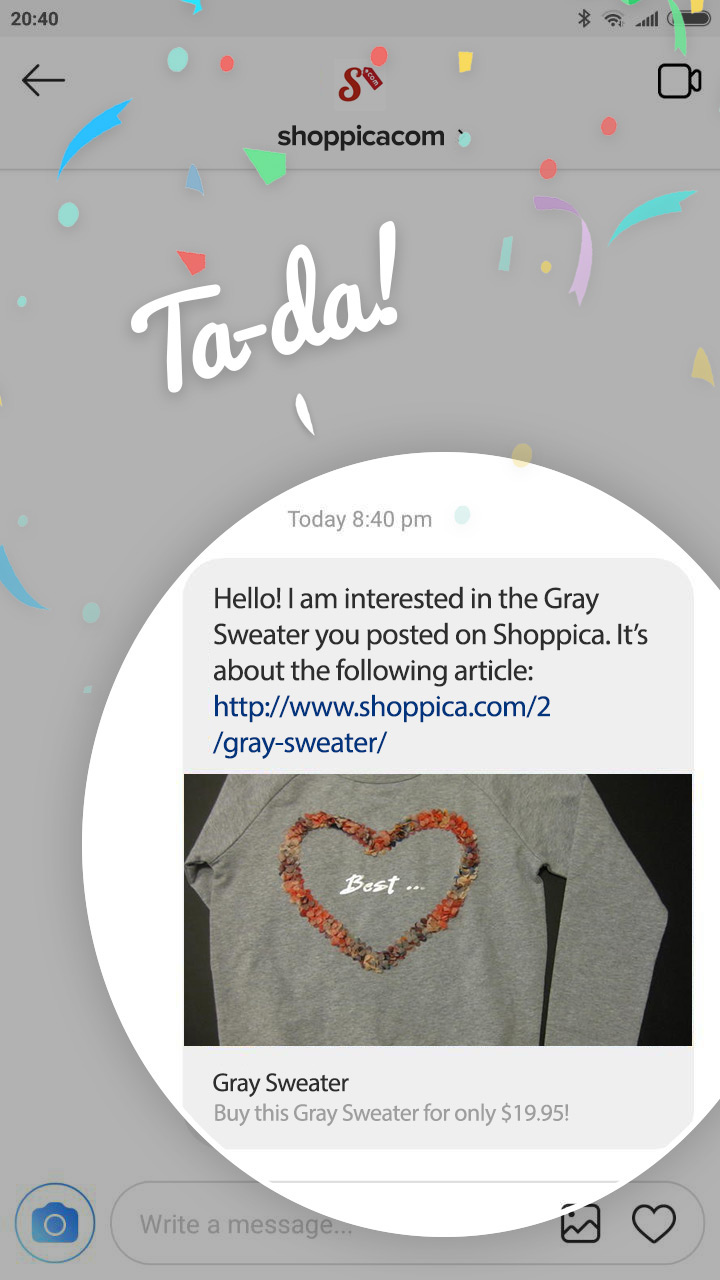 20:40
S.com
shoppicacom
Ta-da!
Today 8:40 pm
Hello! I am interested in the Gray
Sweater you posted on Shoppica. It’s
about the following article:
http://www.shoppica.com/2
/gray-sweater/
Best ...
Gray Sweater
Buy this Gray Sweater for only $19.95!
Write a message...